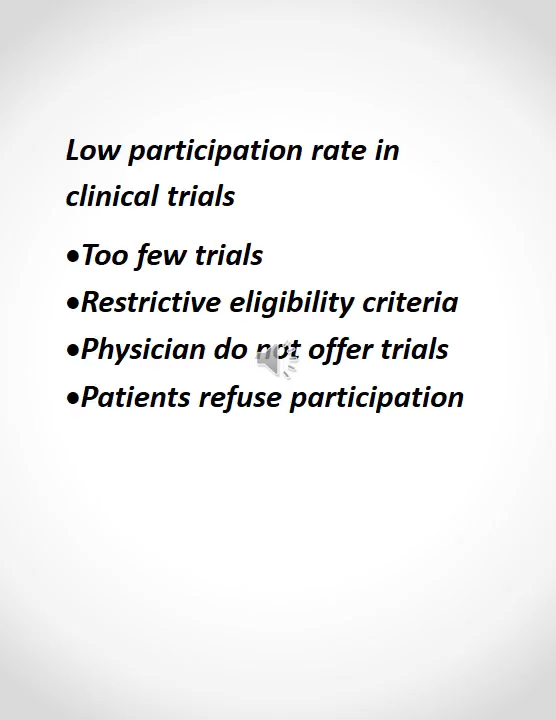 Low participation rate in
clinical trials
•Too few trials
•Restrictive eligibility criteria
•Physician do not offer trials
•Patients refuse participation